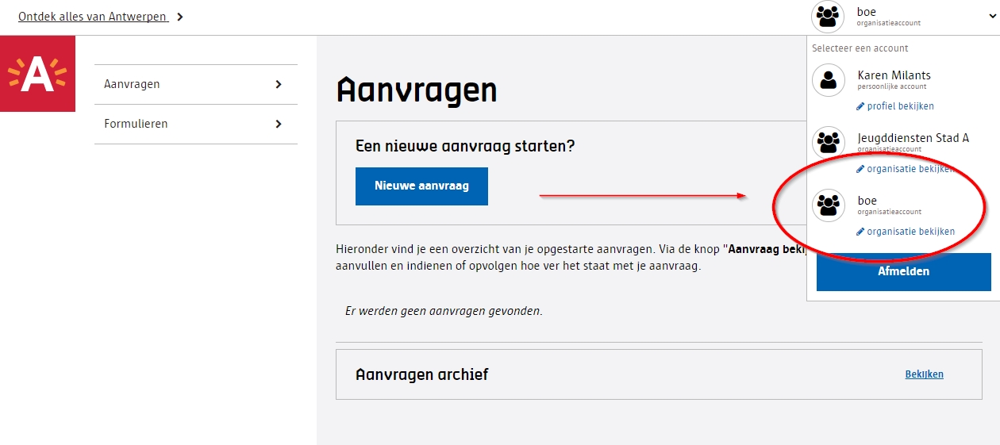 Ontdek alles van Antwerpen
boe
organisatieaccount
Selecteer een account
Karen Milants
persoonlijke account
profiel bekijken
Jeugddiensten Stad A
organisatieaccount
organisatie bekijken
boe
organisatieaccount
organisatie bekijken
Afmelden
A
Aanvragen
Formulieren
Aanvragen
Een nieuwe aanvraag starten?
Nieuwe aanvraag
Hieronder vind je een overzicht van je opgestarte aanvragen. Via de knop "Aanvraag
aanvullen en indienen of opvolgen hoe ver het staat met je aanvraag.
Er werden geen aanvragen gevonden.
Aanvragen archief
Bekijken